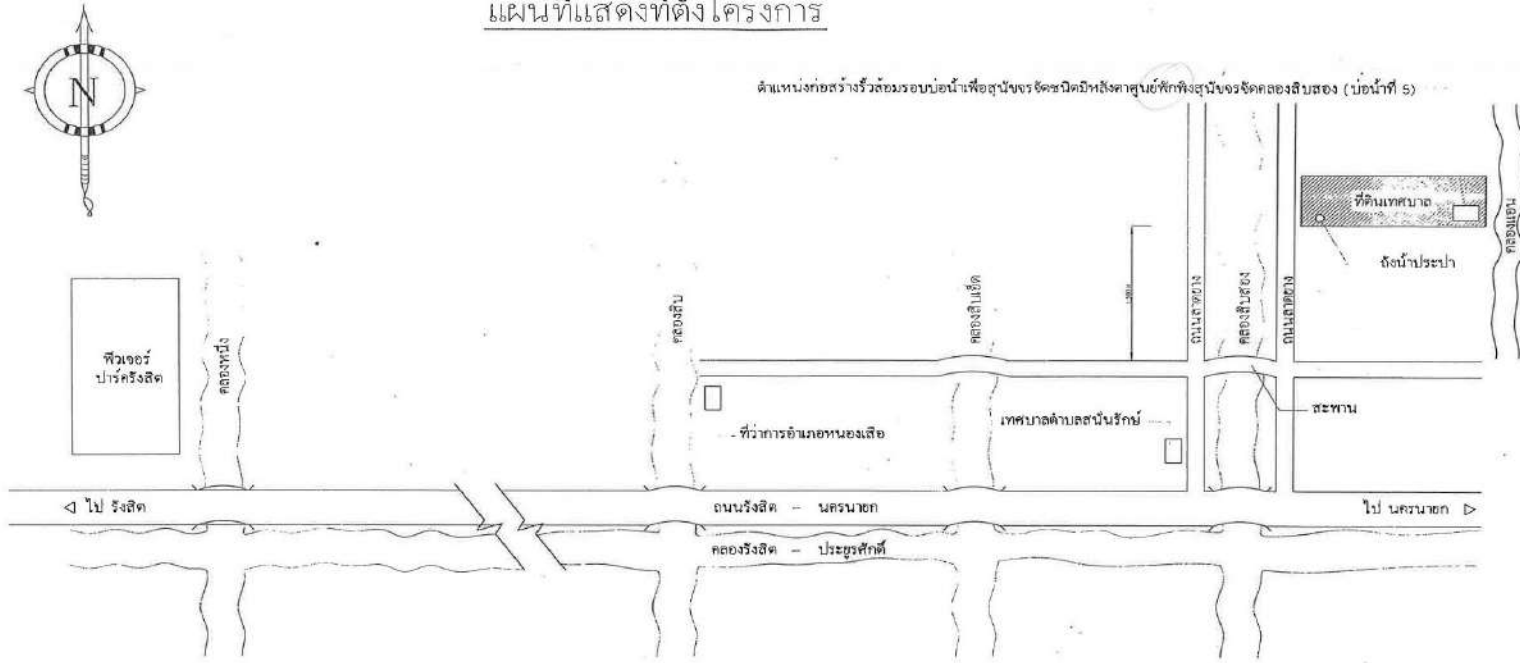 แผนที่แสดงที่ตั้งโครงการ
N
ตำแหน่งก่อสร้างรั้วล้อมรอบบ่อน้ำเพื่อสุนัขจรจัดชนิดมีหลังคาศูนย์พักพิงสุนัขจรจัดคลองสิบสอง (บ่อน้ำที่ 5)
ที่ดินเทศบาล
ถังน้ำประปา
คลองแอน
ฟิวเจอร์
ปาร์ครังสิต
คลองหนึ่ง
คลองสิบ
คลองสิบเอ็ด
ถนนลาดยาง
คลองสิบสอง
ถนนลาดยาง
ที่ว่าการอำเภอหนองเสือ
เทศบาลตำบลสนั่นรักษ์
สะพาน
ไป รังสิต
ถนนรังสิต - นครนายก
ไป นครนายก
คลองรังสิต - ประยูรศักดิ์